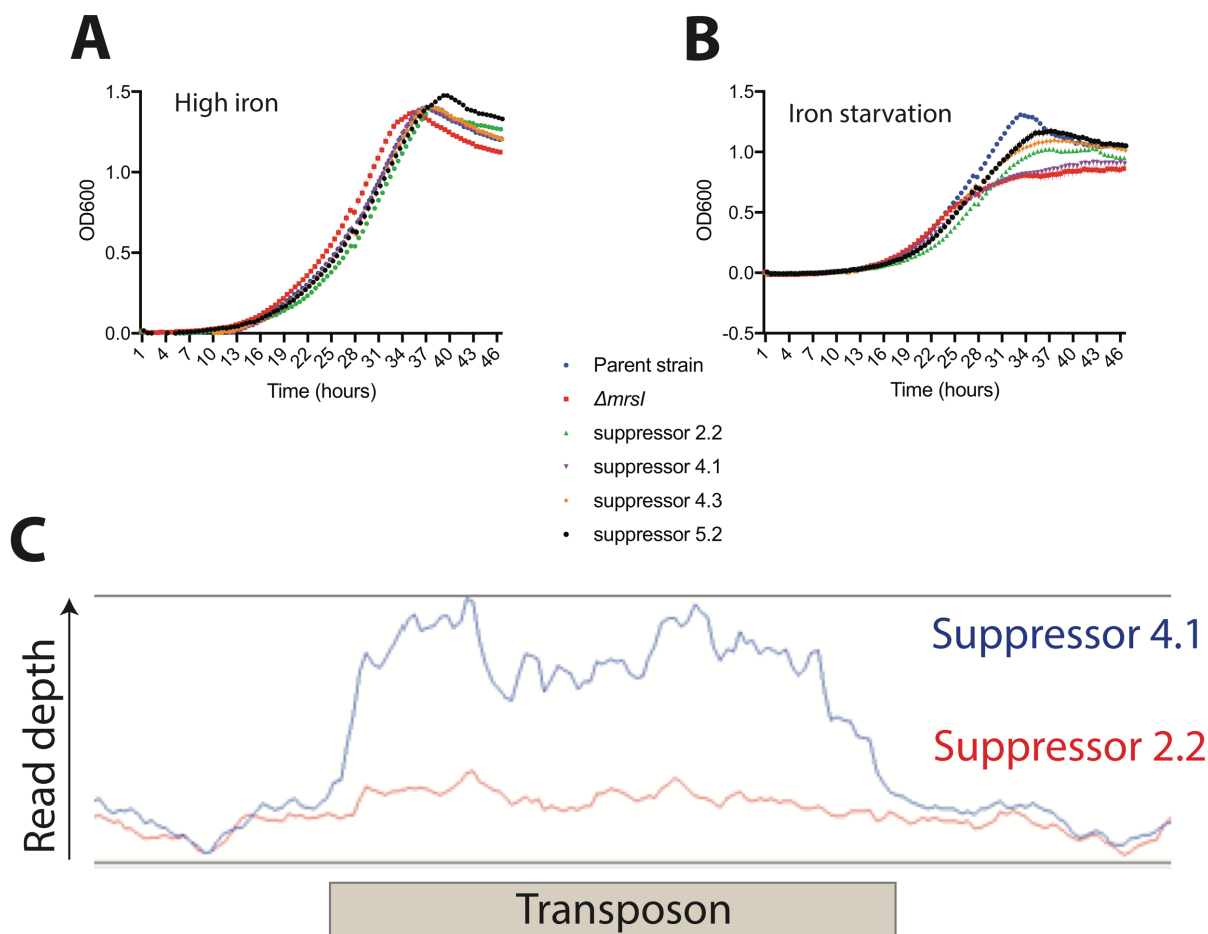 A
High iron
1.5
1.0
0.5
0.0
OD600
1 4 7 10 13 16 19 22 25 28 31 34 37 40 43 46
Time (hours)
B
Iron starvation
1.5
1.0
0.5
0.0
-0.5
OD600
1 4 7 10 13 16 19 22 25 28 31 34 37 40 43 46
Time (hours)
Parent strain
ΔmrsI
suppressor 2.2
suppressor 4.1
suppressor 4.3
suppressor 5.2
C
Read depth
Suppressor 4.1
Suppressor 2.2
Transposon